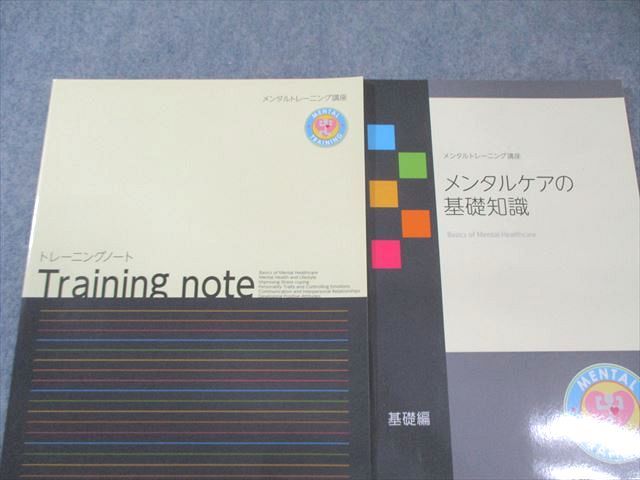 メンタルトレーニング講座
MENTAL
TRAINING
トレーニングノート
Training note
Basics of Mental Healthcare
Mental Health and Lifestyle
Improving Stress Coping
Personality Traits and Controlling Emotions
Communication and Interpersonal Relationships
Developing Positive Attitudes
メンタルトレーニング講座
メンタルケアの
基礎知識
Basics of Mental Healthcare
基礎編
MENTAL